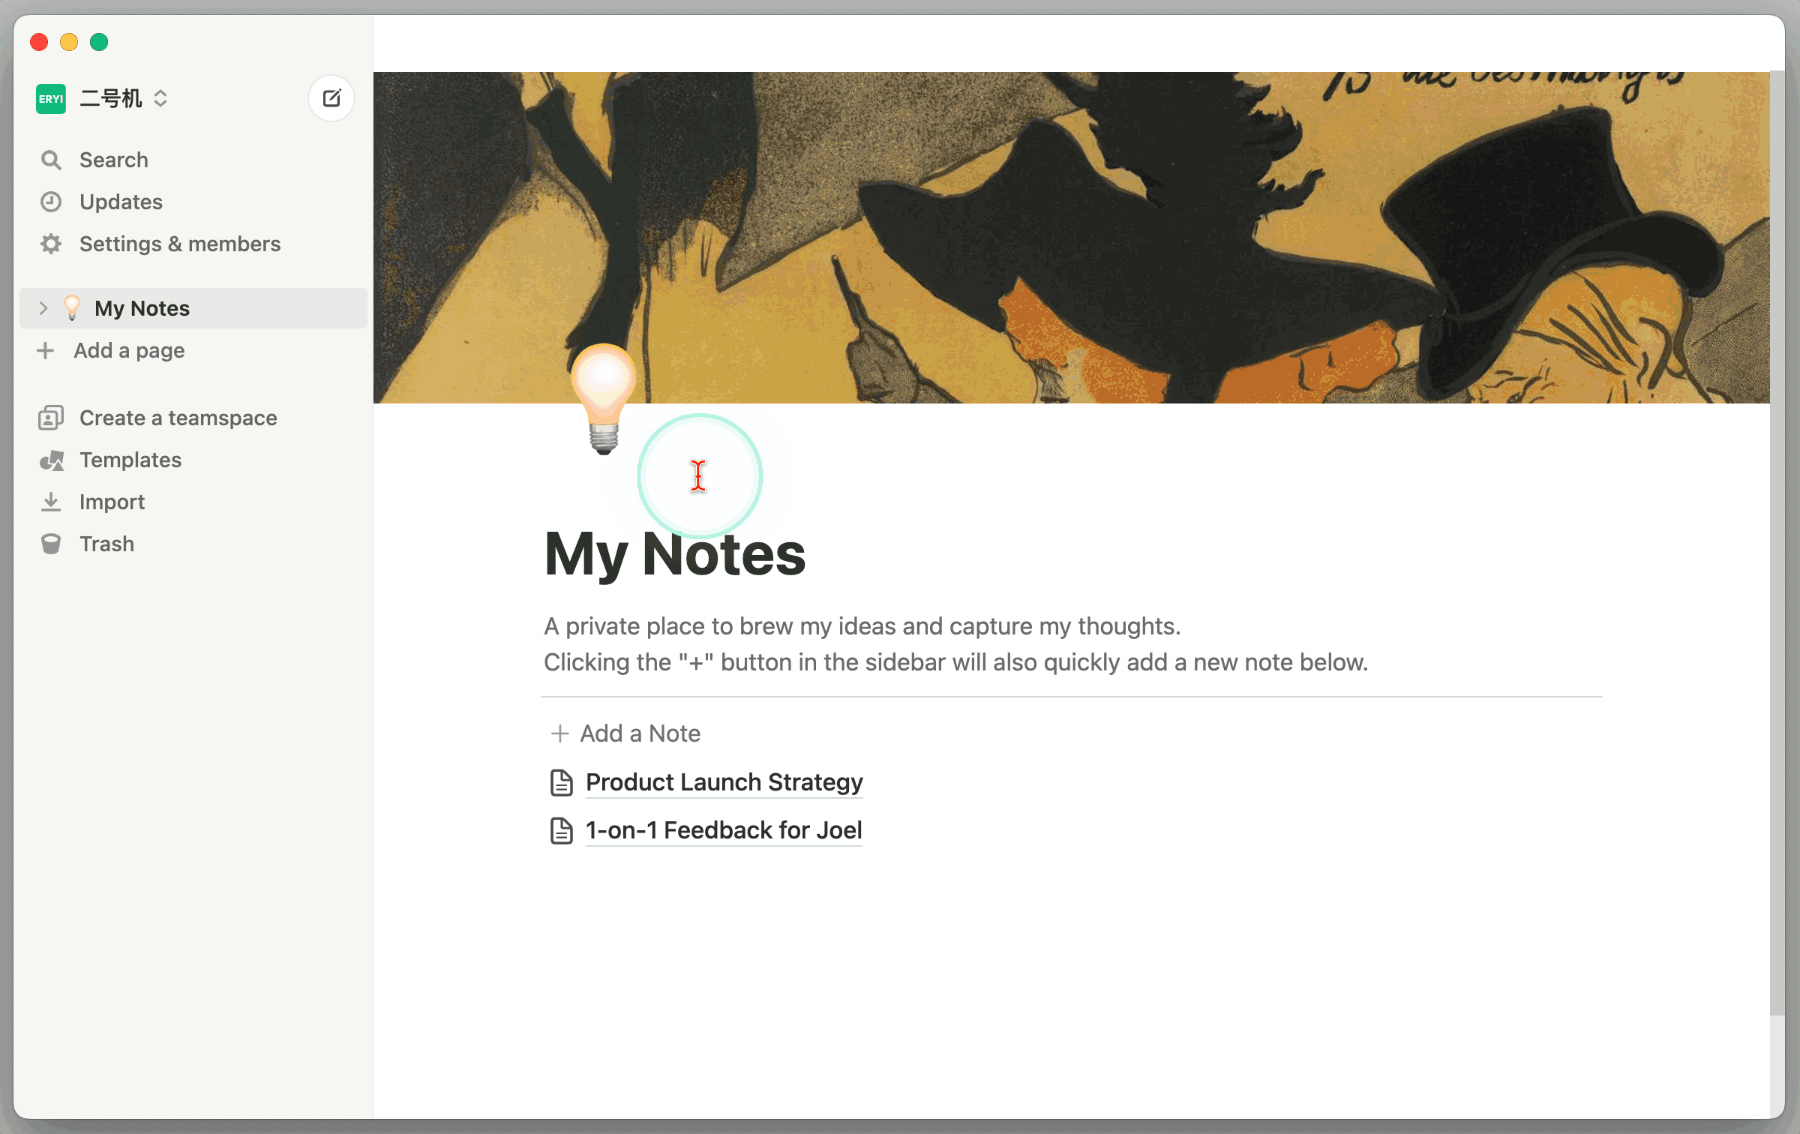 ERYI 二号机
Search
Updates
Settings & members
My Notes
Add a page
Create a teamspace
Templates
Import
Trash
My Notes
A private place to brew my ideas and capture my thoughts.
Clicking the "+" button in the sidebar will also quickly add a new note below.
Add a Note
Product Launch Strategy
1-on-1 Feedback for Joel